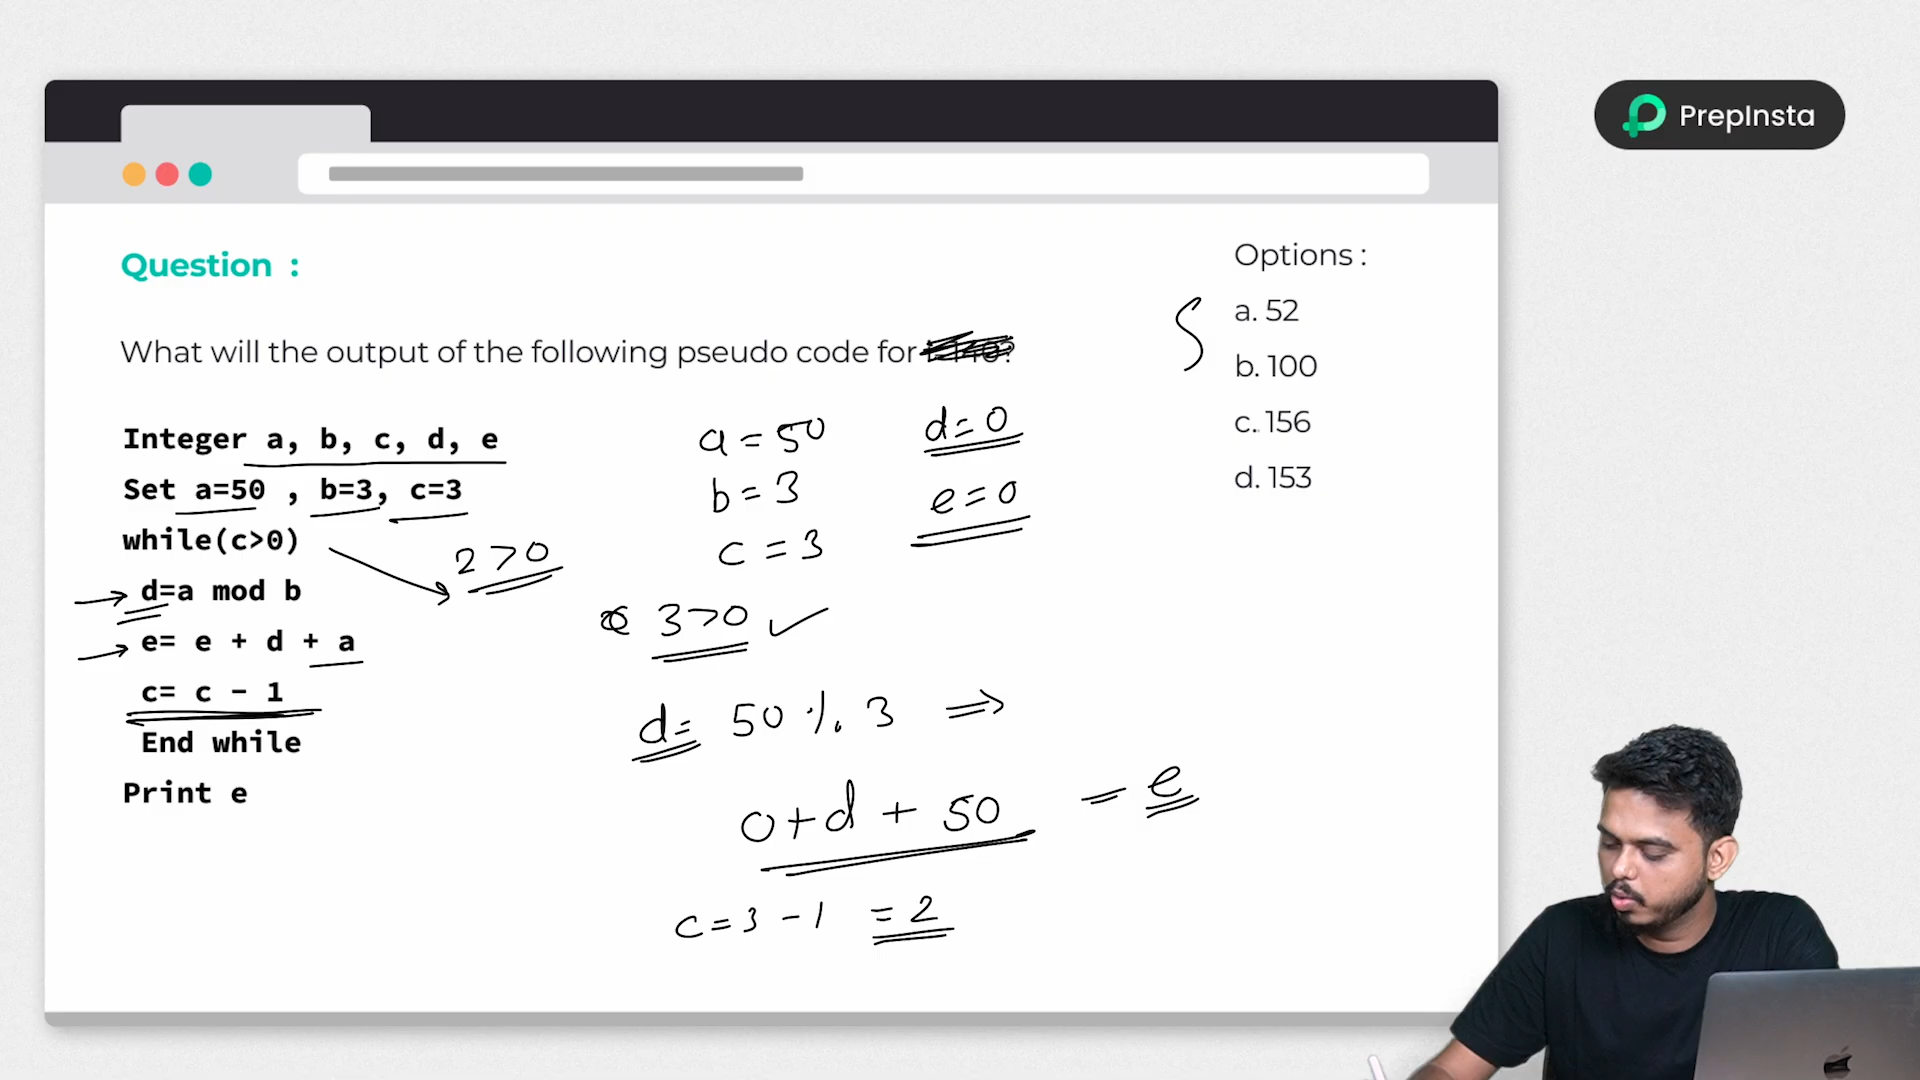 PrepInsta
Question :
What will the output of the following pseudo code for
Integer a, b, c, d, e
Set a=50 , b=3, c=3
while(c>0)
d=a mod b
e= e + d + a
c= c - 1
End while
Print e
2>0
a = 50
b = 3
c = 3
d=0
e=0
3>0
d= 50 % 3 ⇒
0+d+50 = e
c=3-1 =2
Options :
a. 52
b. 100
c. 156
d. 153